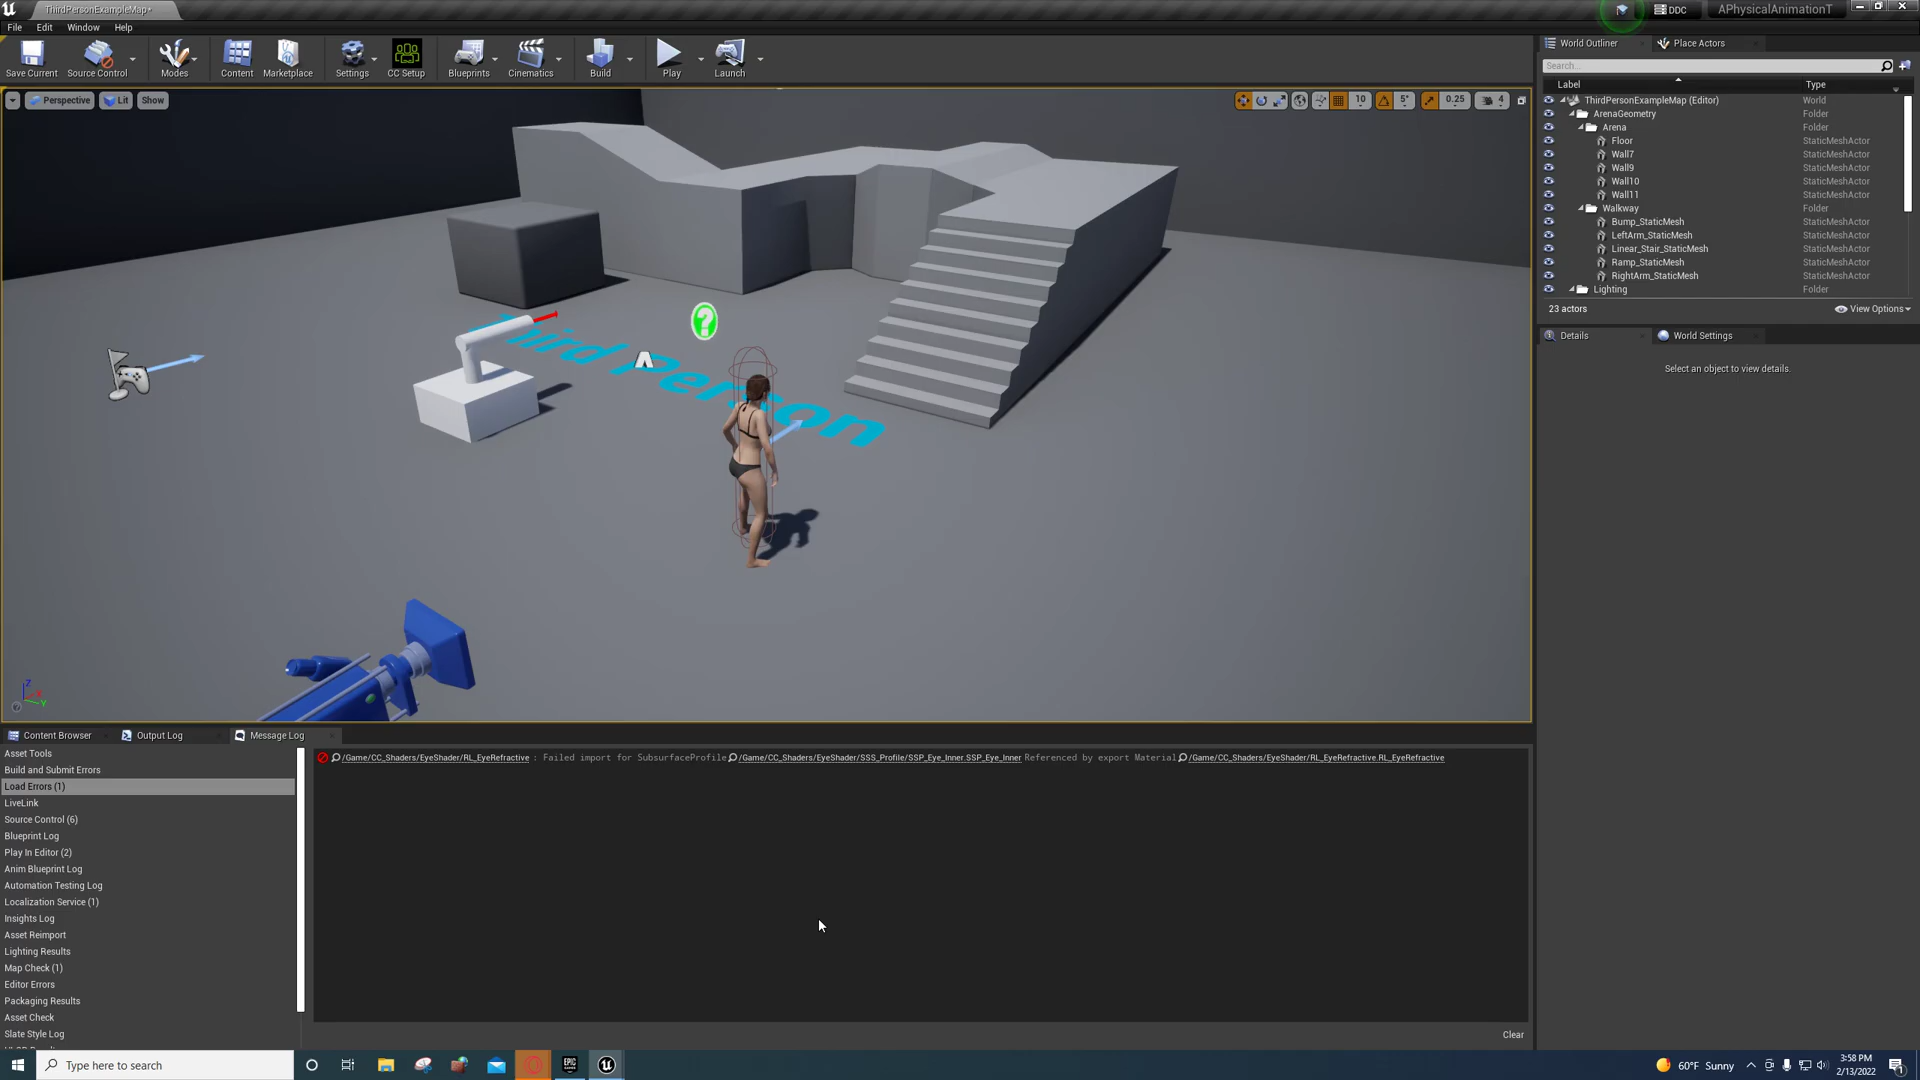 ThirdPersonExampleMap*
DDC
APhysicalAnimationT
File Edit Window Help
Save Current
Source Control
Modes
Content
Marketplace
Settings
CC Setup
Blueprints
Cinematics
Build
Play
Launch
Perspective
Lit
Show
10
5°
0.25
4
Third Person
World Outliner
Place Actors
Search...
Label Type
ThirdPersonExampleMap (Editor) World
ArenaGeometry Folder
Arena Folder
Floor StaticMeshActor
Wall7 StaticMeshActor
Wall9 StaticMeshActor
Wall10 StaticMeshActor
Wall11 StaticMeshActor
Walkway Folder
Bump_StaticMesh StaticMeshActor
LeftArm_StaticMesh StaticMeshActor
Linear_Stair_StaticMesh StaticMeshActor
Ramp_StaticMesh StaticMeshActor
RightArm_StaticMesh StaticMeshActor
Lighting Folder
23 actors
View Options
Details
World Settings
Select an object to view details.
Content Browser
Output Log
Message Log
Asset Tools
Build and Submit Errors
Load Errors (1)
LiveLink
Source Control (6)
Blueprint Log
Play In Editor (2)
Anim Blueprint Log
Automation Testing Log
Localization Service (1)
Insights Log
Asset Reimport
Lighting Results
Map Check (1)
Editor Errors
Packaging Results
Asset Check
Slate Style Log
/Game/CC_Shaders/EyeShader/RL_EyeRefractive : Failed import for SubsurfaceProfile /Game/CC_Shaders/EyeShader/SSS_Profile/SSP_Eye_Inner.SSP_Eye_Inner Referenced by export Material /Game/CC_Shaders/EyeShader/RL_EyeRefractive.RL_EyeRefractive
Clear
Type here to search
60°F Sunny
3:58 PM
2/13/2022